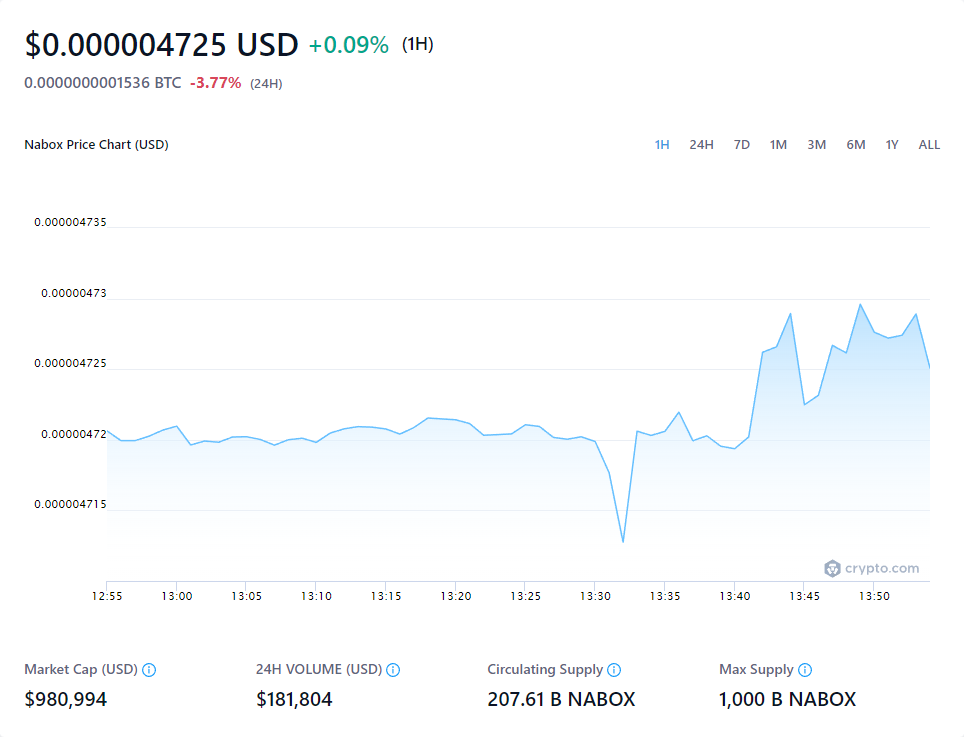 $0.000004725 USD +0.09% (1H)
0.0000000001536 BTC -3.77% (24H)
Nabox Price Chart (USD) 1H 24H 7D 1M 3M 6M 1Y ALL
0.000004735
0.00000473
0.000004725
0.00000472
0.000004715
crypto.com
12:55 13:00 13:05 13:10 13:15 13:20 13:25 13:30 13:35 13:40 13:45 13:50
Market Cap (USD) 24H VOLUME (USD) Circulating Supply Max Supply
$980,994 $181,804 207.61 B NABOX 1,000 B NABOX